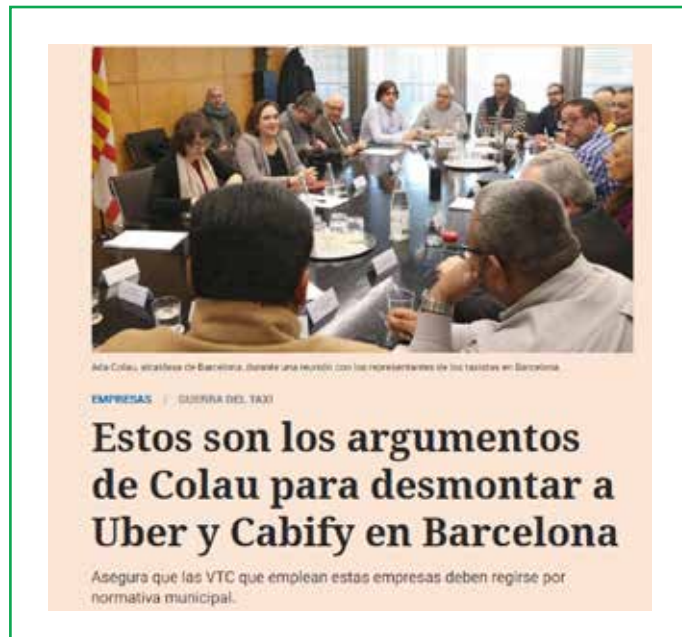 Ada Colau, alcaldesa de Barcelona, durante una reunión con los representantes de los taxistas en Barcelona.
EMPRESAS / GUERRA DEL TAXI
Estos son los argumentos
de Colau para desmontar a
Uber y Cabify en Barcelona
Asegura que las VTC que emplean estas empresas deben regirse por
normativa municipal.